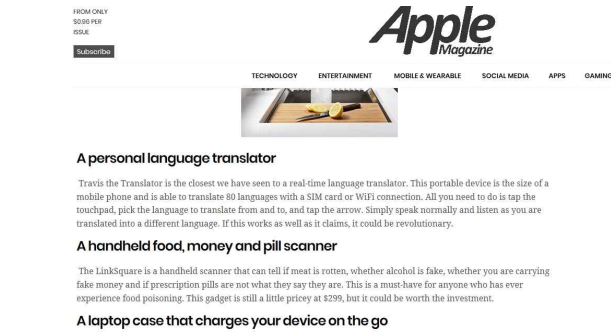 FROM ONLY
$0.96 PER
ISSUE
Subscribe
Apple
Magazine
TECHNOLOGY ENTERTAINMENT MOBILE & WEARABLE SOCIAL MEDIA APPS GAMING
A personal language translator
Travis the Translator is the closest we have seen to a real-time language translator. This portable device is the size of a
mobile phone and is able to translate 80 languages with a SIM card or WiFi connection. All you need to do is tap the
touchpad, pick the language to translate from and to, and tap the arrow. Simply speak normally and listen as you are
translated into a different language. If this works as well as it claims, it could be revolutionary.
A handheld food, money and pill scanner
The LinkSquare is a handheld scanner that can tell if meat is rotten, whether alcohol is fake, whether you are carrying
fake money and if prescription pills are not what they say they are. This is a must-have for anyone who has ever
experience food poisoning. This gadget is still a little pricey at $299, but it could be worth the investment.
A laptop case that charges your device on the go